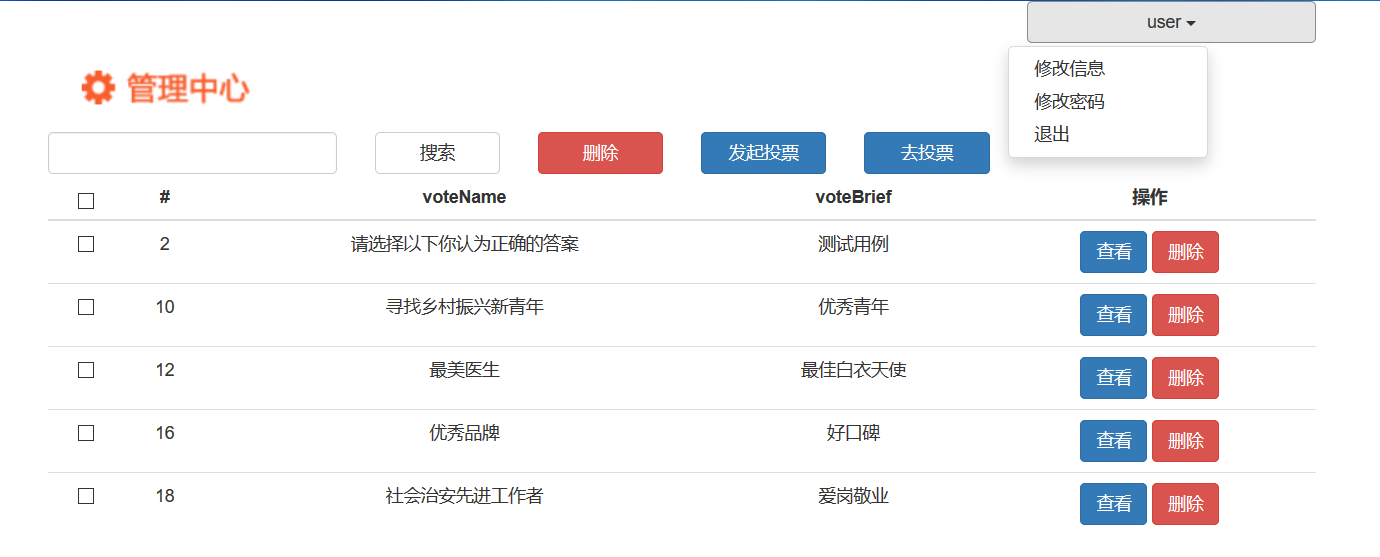 user
修改信息
修改密码
退出
管理中心
搜索 删除 发起投票 去投票
# voteName voteBrief 操作
2 请选择以下你认为正确的答案 测试用例 查看 删除
10 寻找乡村振兴新青年 优秀青年 查看 删除
12 最美医生 最佳白衣天使 查看 删除
16 优秀品牌 好口碑 查看 删除
18 社会治安先进工作者 爱岗敬业 查看 删除